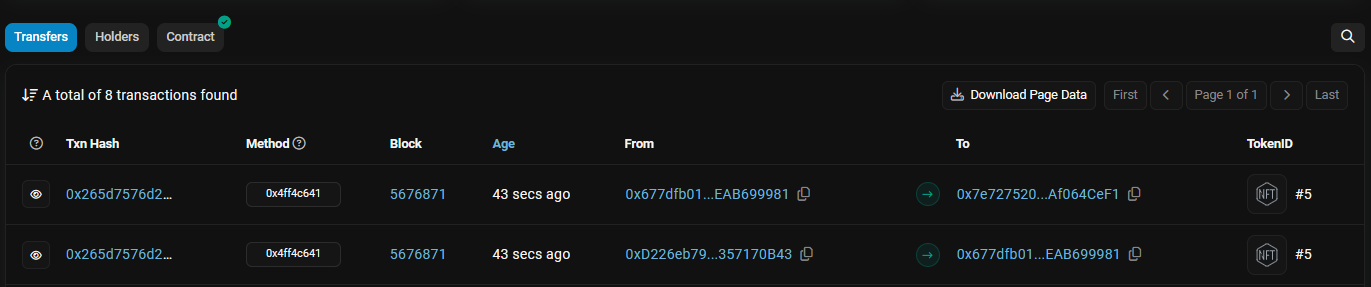 Transfers Holders Contract
A total of 8 transactions found Download Page Data First Page 1 of 1 Last
Txn Hash Method Block Age From To TokenID
0x265d7576d2... 0x4ff4c641 5676871 43 secs ago 0x677dfb01...EAB699981 0x7e727520...Af064CeF1 NFT #5
0x265d7576d2... 0x4ff4c641 5676871 43 secs ago 0xD226eb79...357170B43 0x677dfb01...EAB699981 NFT #5